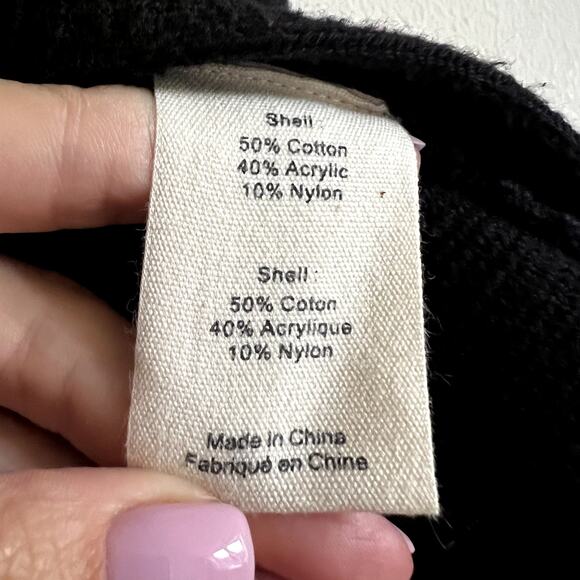 Shell
50% Cotton
40% Acrylic
10% Nylon
Shell
50% Coton
40% Acrylique
10% Nylon
Made in China
Fabriqué en Chine